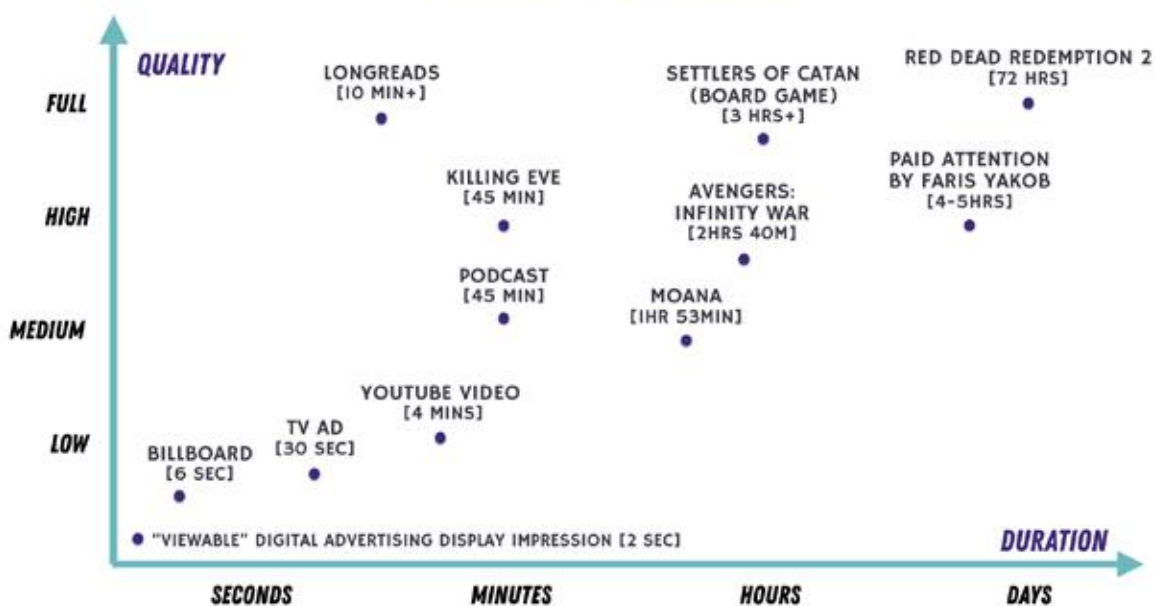 QUALITY
FULL
HIGH
MEDIUM
LOW
LONGREADS
[10 MIN+]
SETTLERS OF CATAN
(BOARD GAME)
[3 HRS+]
RED DEAD REDEMPTION 2
[72 HRS]
KILLING EVE
[45 MIN]
AVENGERS:
INFINITY WAR
[2HRS 40M]
PAID ATTENTION
BY FARIS YAKOB
[4-5HRS]
PODCAST
[45 MIN]
MOANA
[1HR 53MIN]
YOUTUBE VIDEO
[4 MINS]
TV AD
[30 SEC]
BILLBOARD
[6 SEC]
"VIEWABLE" DIGITAL ADVERTISING DISPLAY IMPRESSION [2 SEC]
DURATION
SECONDS
MINUTES
HOURS
DAYS